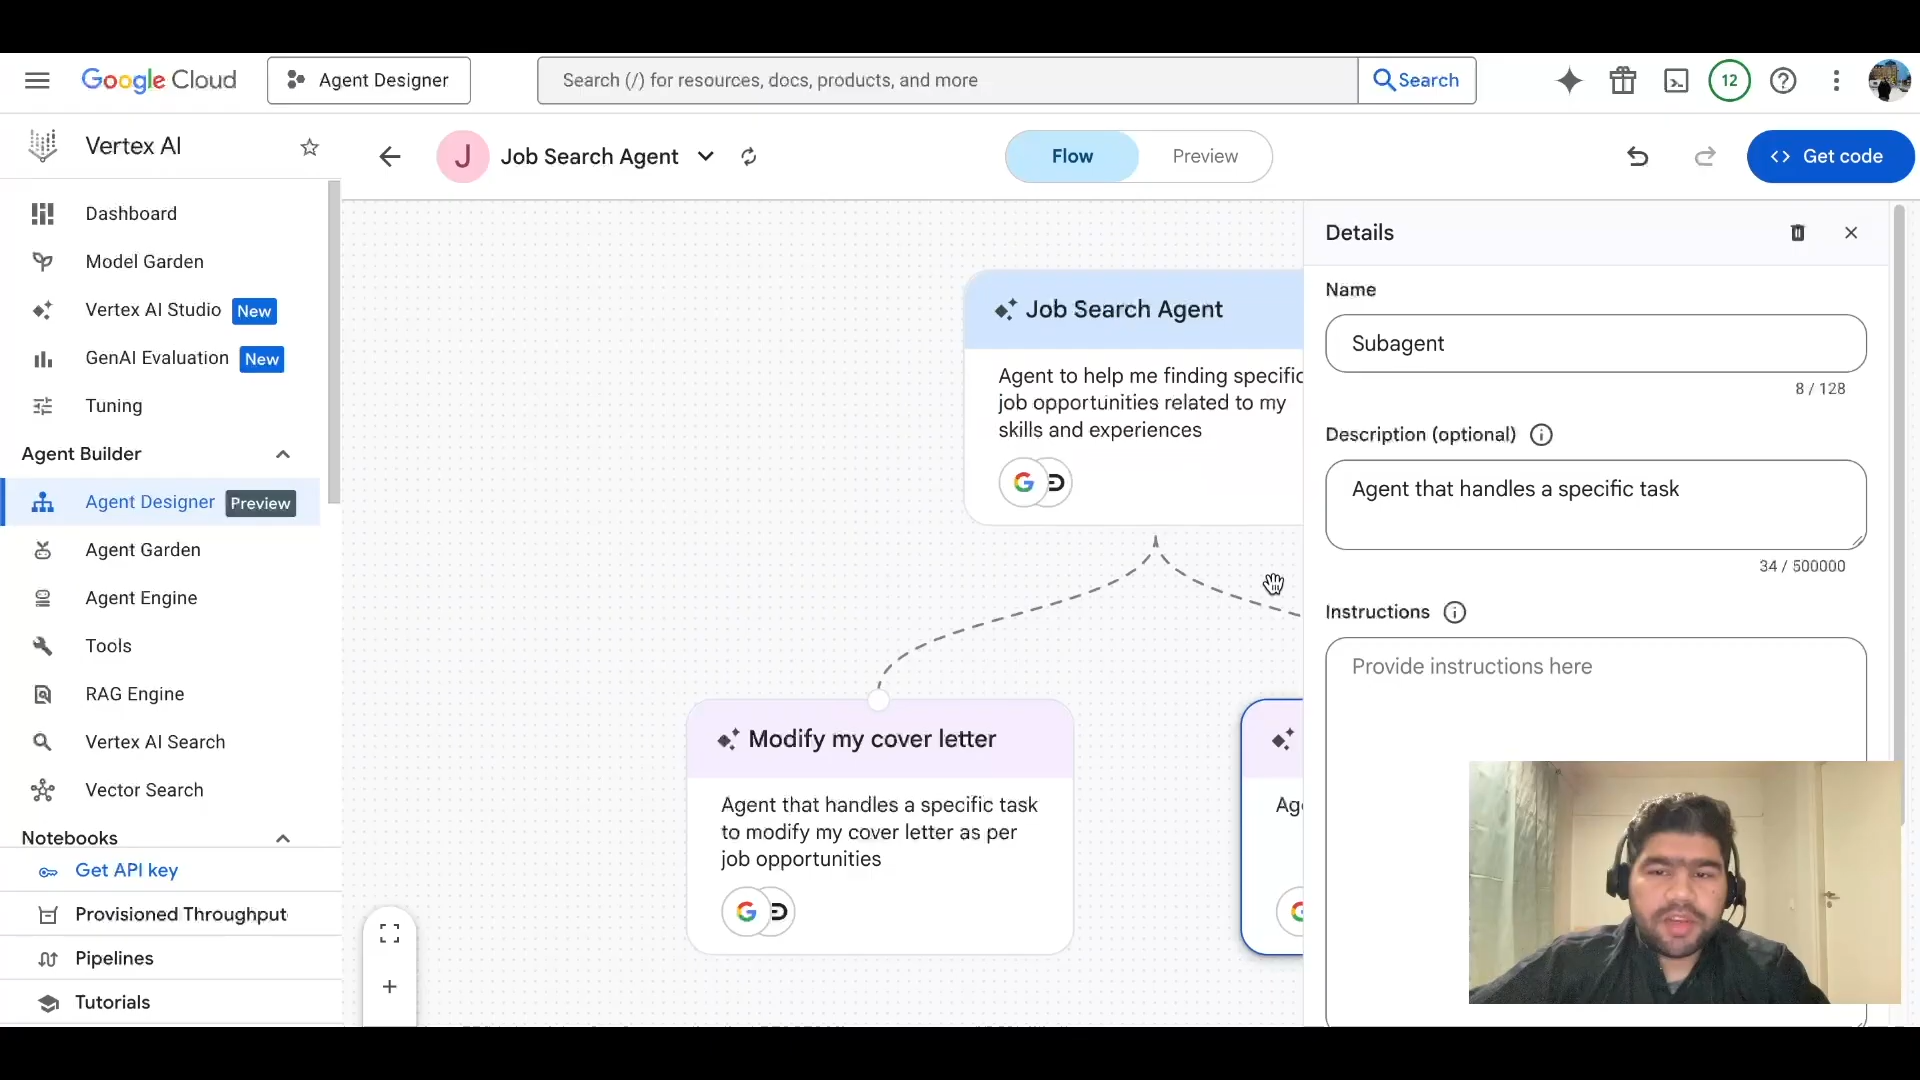 Google Cloud
Agent Designer
Search (/) for resources, docs, products, and more
Search
12
Vertex AI
J
Job Search Agent
Flow
Preview
Get code
Dashboard
Model Garden
Vertex AI Studio New
GenAI Evaluation New
Tuning
Agent Builder
Agent Designer Preview
Agent Garden
Agent Engine
Tools
RAG Engine
Vertex AI Search
Vector Search
Notebooks
Get API key
Provisioned Throughput
Pipelines
Tutorials
Job Search Agent
Agent to help me finding specific
job opportunities related to my
skills and experiences
Modify my cover letter
Agent that handles a specific task
to modify my cover letter as per
job opportunities
Details
Name
Subagent
8 / 128
Description (optional)
Agent that handles a specific task
34 / 500000
Instructions
Provide instructions here